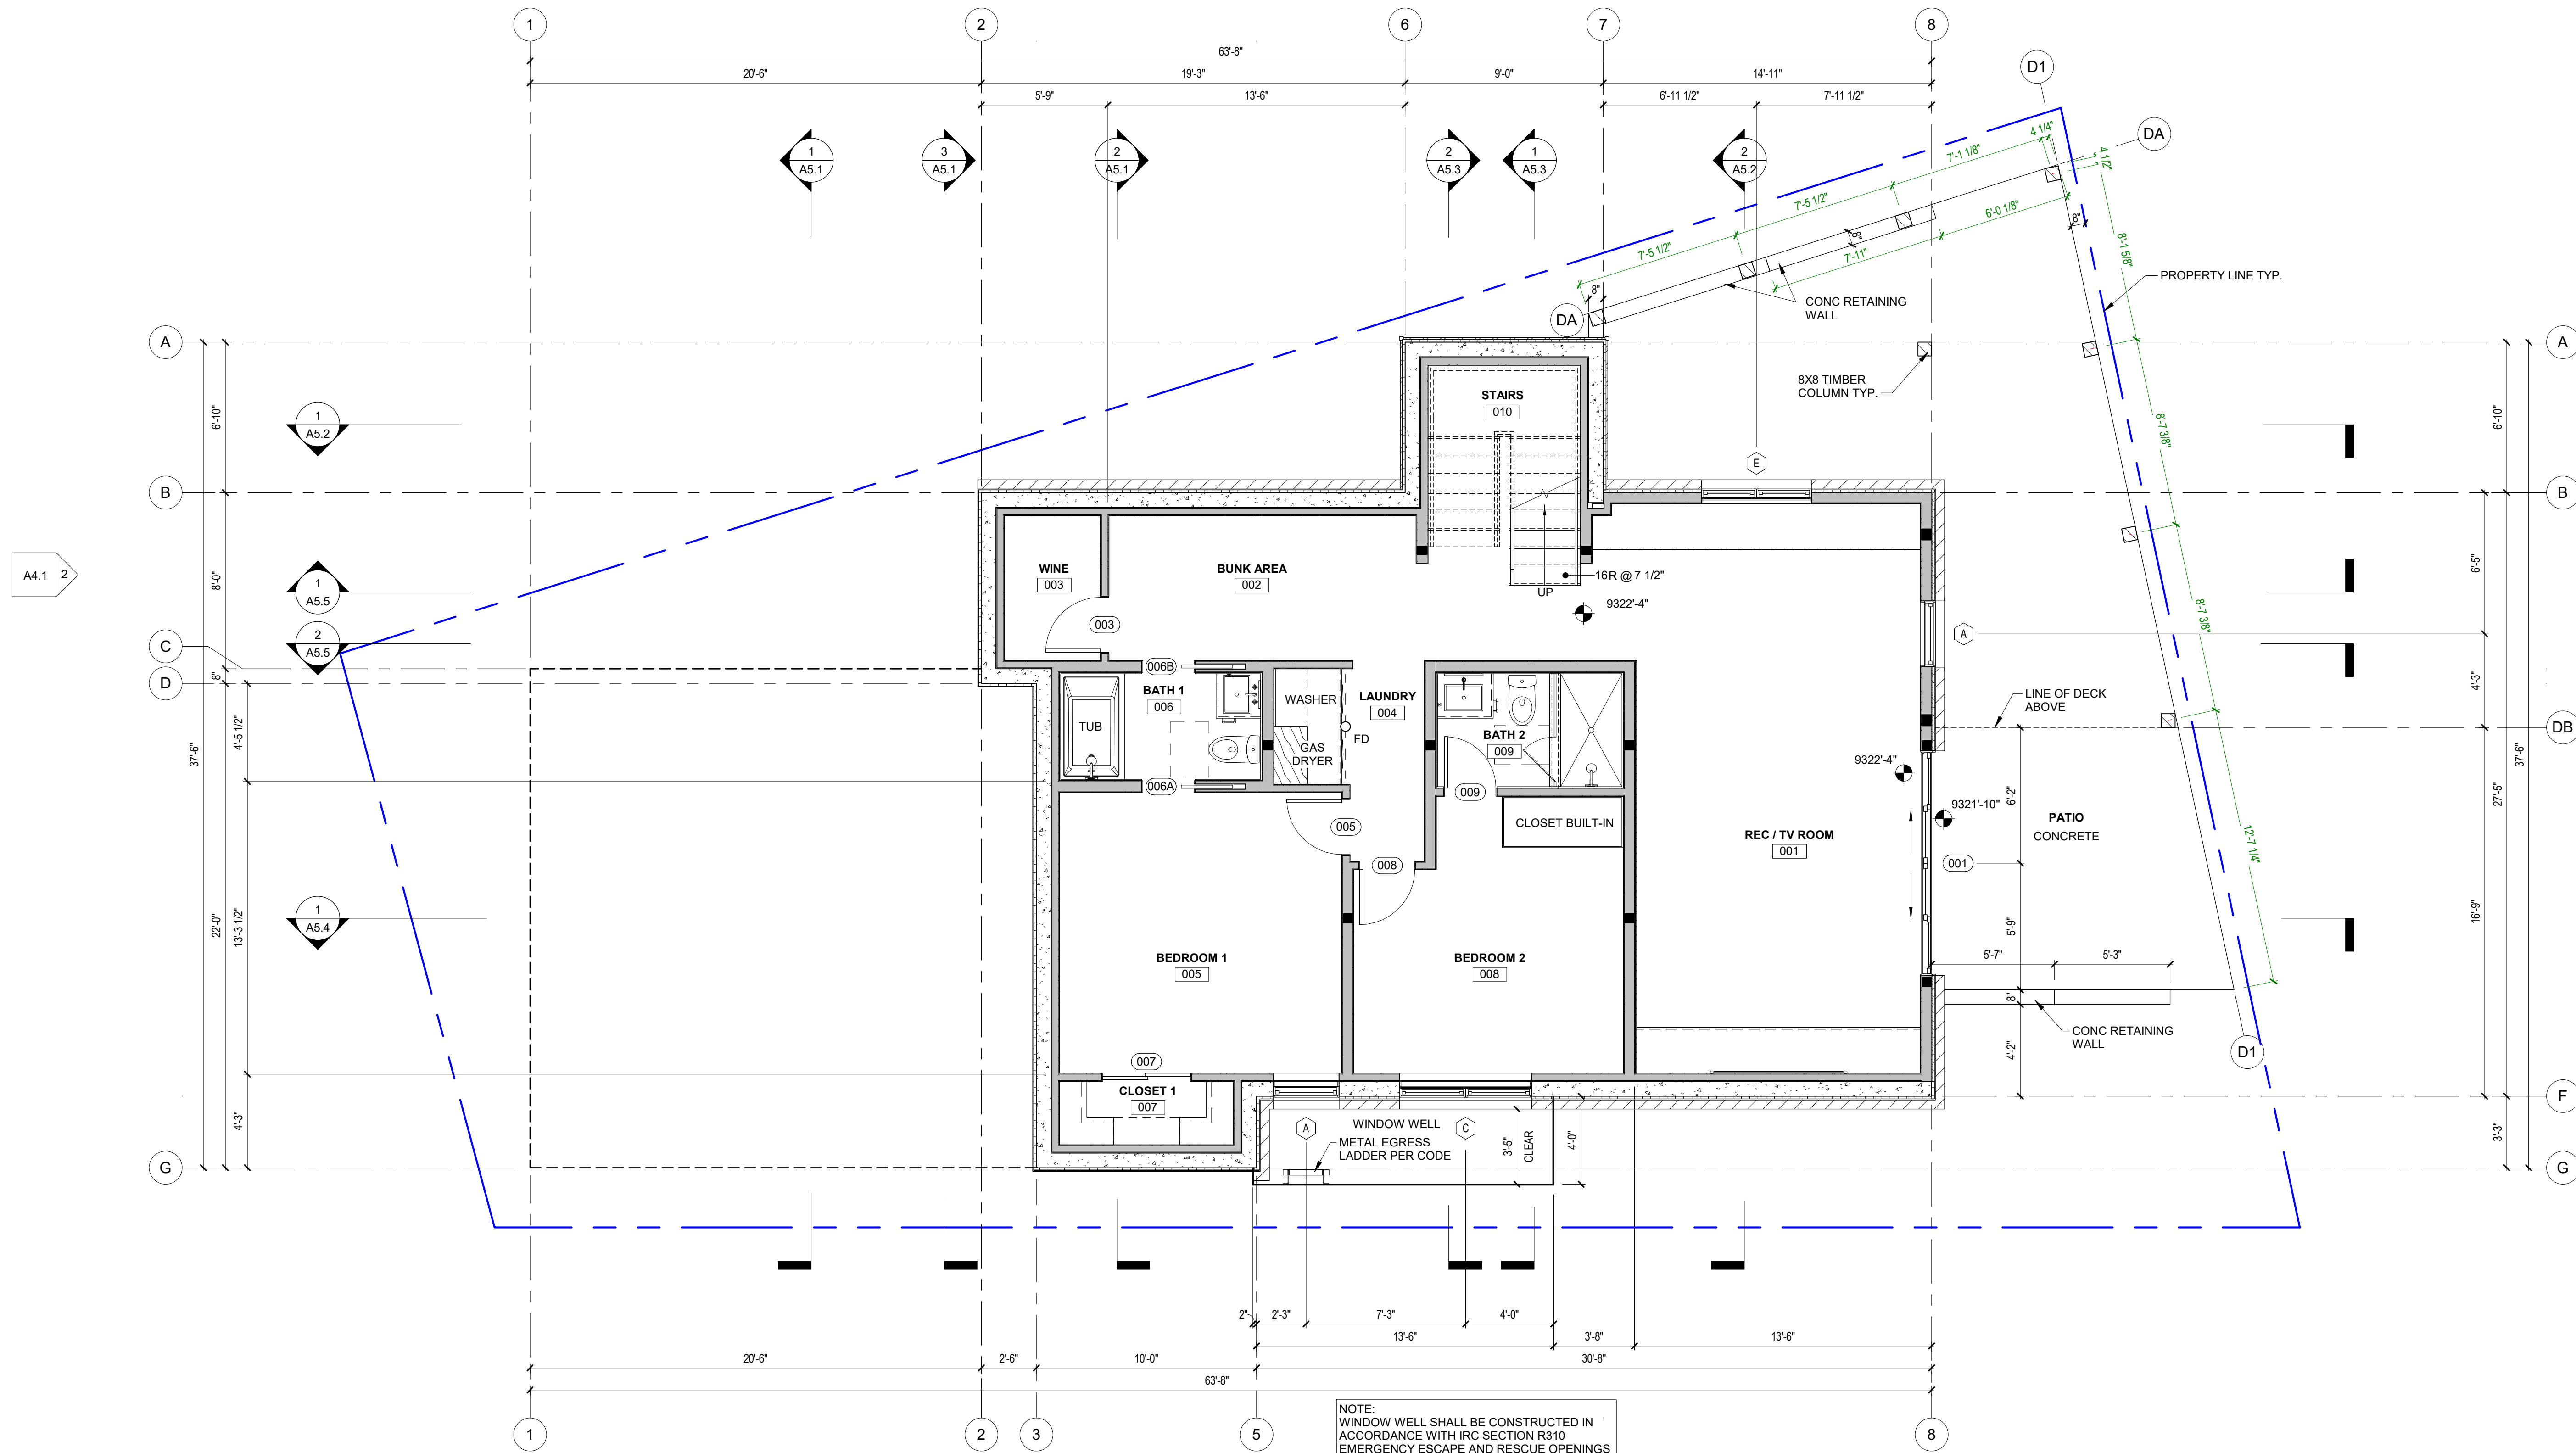 1
2
6
7
8
63'-8"
20'-6"
19'-3"
9'-0"
14'-11"
5'-9"
13'-6"
6'-11 1/2"
7'-11 1/2"
D1
DA
1
A5.1
3
A5.1
2
A5.1
2
A5.3
1
A5.3
2
A5.2
4 1/4"
4 1/2"
7'-1 1/8"
7'-5 1/2"
7'-5 1/2"
6'-0 1/8"
7'-11"
8"
8"
8"
8'-1 5/8"
PROPERTY LINE TYP.
CONC RETAINING
WALL
DA
A
A
8X8 TIMBER
COLUMN TYP.
STAIRS
010
1
A5.2
6'-10"
6'-10"
8'-7 3/8"
E
B
B
A4.1
2
1
A5.5
8'-0"
WINE
003
BUNK AREA
002
16R @ 7 1/2"
UP
9322'-4"
6'-5"
8'-7 3/8"
003
A
2
A5.5
C
D
8"
006B
BATH 1
006
TUB
WASHER
GAS
DRYER
LAUNDRY
004
FD
BATH 2
009
LINE OF DECK
ABOVE
4'-3"
DB
37'-6"
4'-5 1/2"
37'-6"
9322'-4"
006A
009
005
CLOSET BUILT-IN
008
REC / TV ROOM
001
001
9321'-10"
6'-2"
PATIO
CONCRETE
27'-5"
12'-7 1/4"
1
A5.4
22'-0"
13'-3 1/2"
BEDROOM 1
005
BEDROOM 2
008
5'-9"
16'-9"
5'-7"
5'-3"
8"
CONC RETAINING
WALL
4'-2"
D1
007
CLOSET 1
007
4'-3"
F
A
WINDOW WELL
C
METAL EGRESS
LADDER PER CODE
3'-5"
CLEAR
4'-0"
3'-3"
G
G
2"
2'-3"
7'-3"
4'-0"
13'-6"
3'-8"
13'-6"
20'-6"
2'-6"
10'-0"
30'-8"
63'-8"
NOTE:
WINDOW WELL SHALL BE CONSTRUCTED IN
ACCORDANCE WITH IRC SECTION R310
EMERGENCY ESCAPE AND RESCUE OPENINGS
1
2
3
5
8